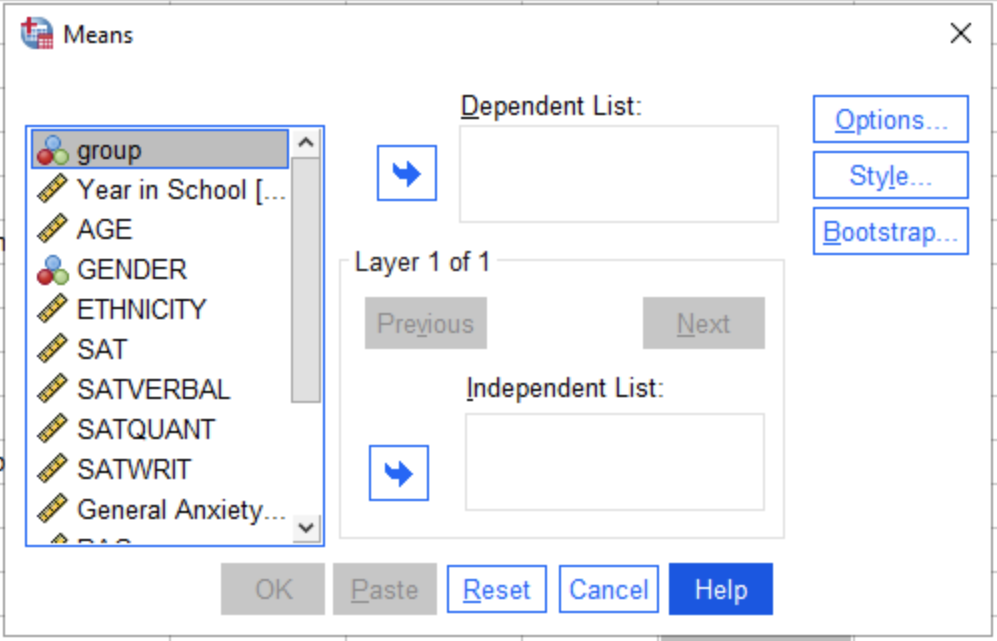 Means
Dependent List:
Options...
Style...
Bootstrap...
group
Year in School [...
AGE
GENDER
ETHNICITY
SAT
SATVERBAL
SATQUANT
SATWRIT
General Anxiety...
Layer 1 of 1
Previous
Next
Independent List:
OK
Paste
Reset
Cancel
Help